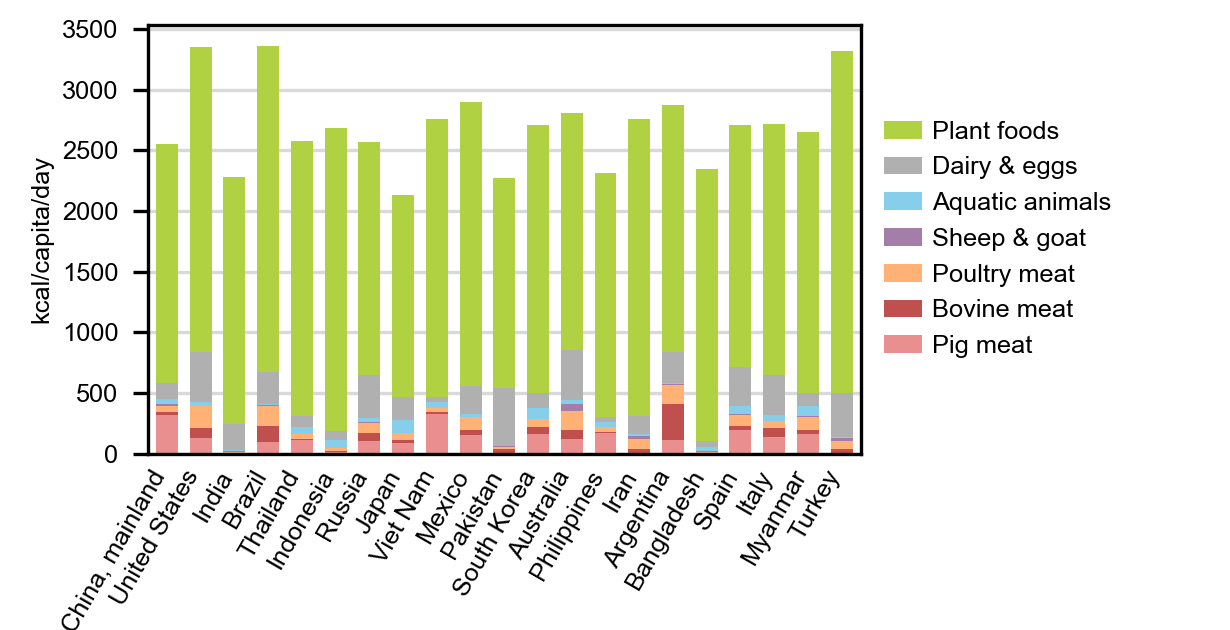 3500
3000
2500
2000
1500
1000
500
0
kcal/capita/day
China, mainland
United States
India
Brazil
Thailand
Indonesia
Russia
Japan
Viet Nam
Mexico
Pakistan
South Korea
Australia
Philippines
Iran
Argentina
Bangladesh
Spain
Italy
Myanmar
Turkey
Plant foods
Dairy & eggs
Aquatic animals
Sheep & goat
Poultry meat
Bovine meat
Pig meat